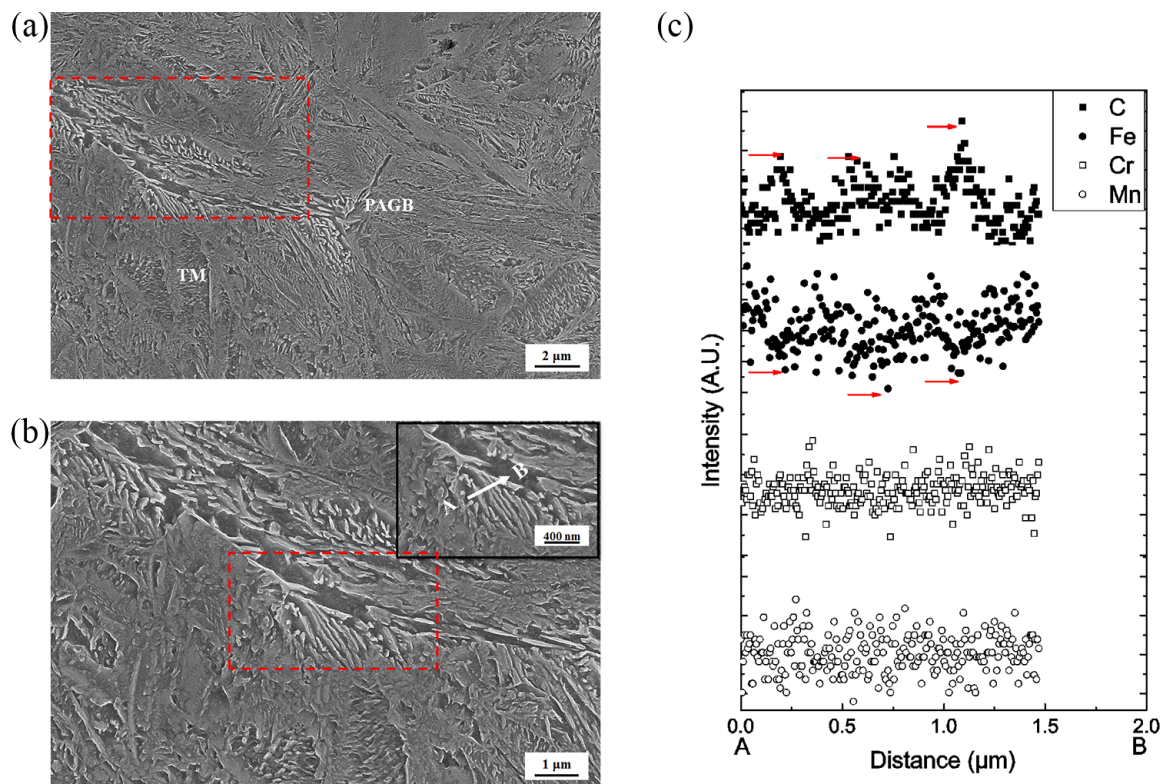 (a)
PAGB
TM
2 μm
(b)
A
B
400 nm
1 μm
(c)
C
Fe
Cr
Mn
Intensity (A.U.)
0.0 0.5 1.0 1.5 2.0
A B
Distance (μm)